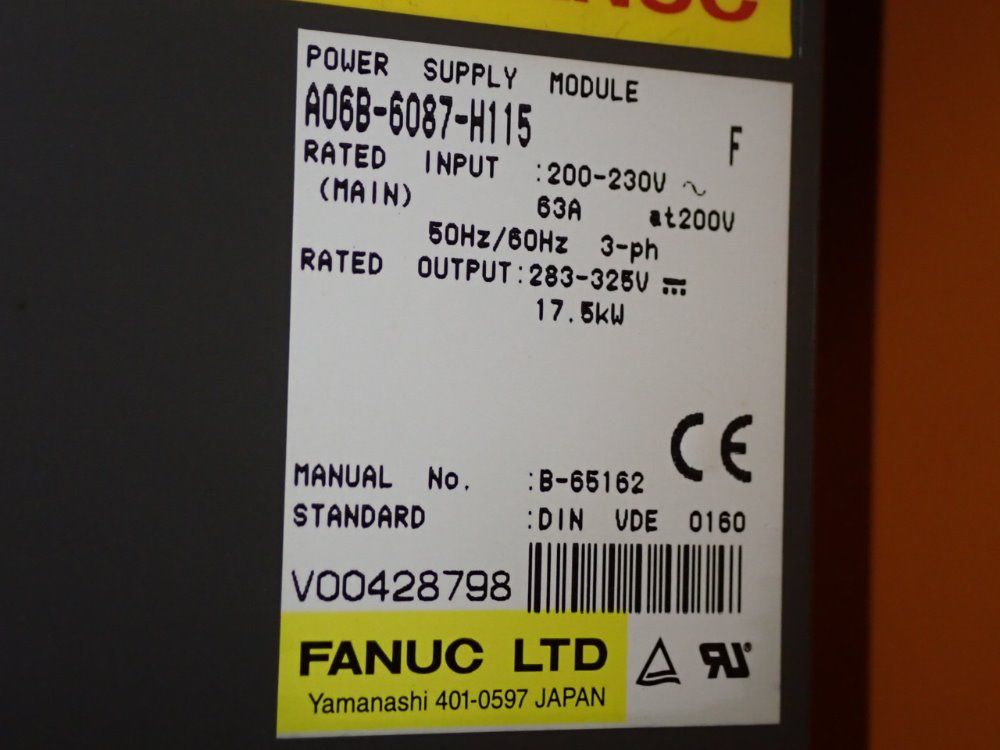 FANUC
POWER SUPPLY MODULE
A06B-6087-H115 F
RATED INPUT :200-230V ~
(MAIN) 63A at200V
50Hz/60Hz 3-ph
RATED OUTPUT:283-325V ⎓
17.5kW
CE
MANUAL No. :B-65162
STANDARD :DIN VDE 0160
V00428798
FANUC LTD
Yamanashi 401-0597 JAPAN